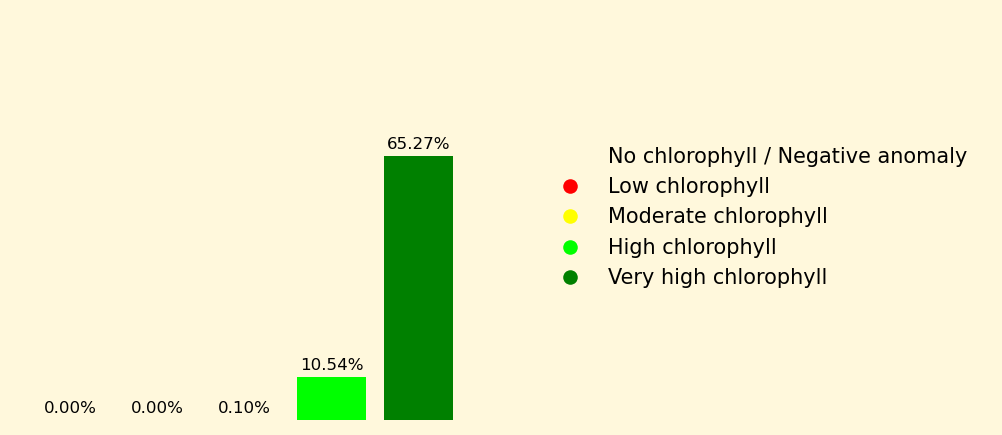 65.27%
10.54%
0.00%
0.00%
0.10%
No chlorophyll / Negative anomaly
Low chlorophyll
Moderate chlorophyll
High chlorophyll
Very high chlorophyll